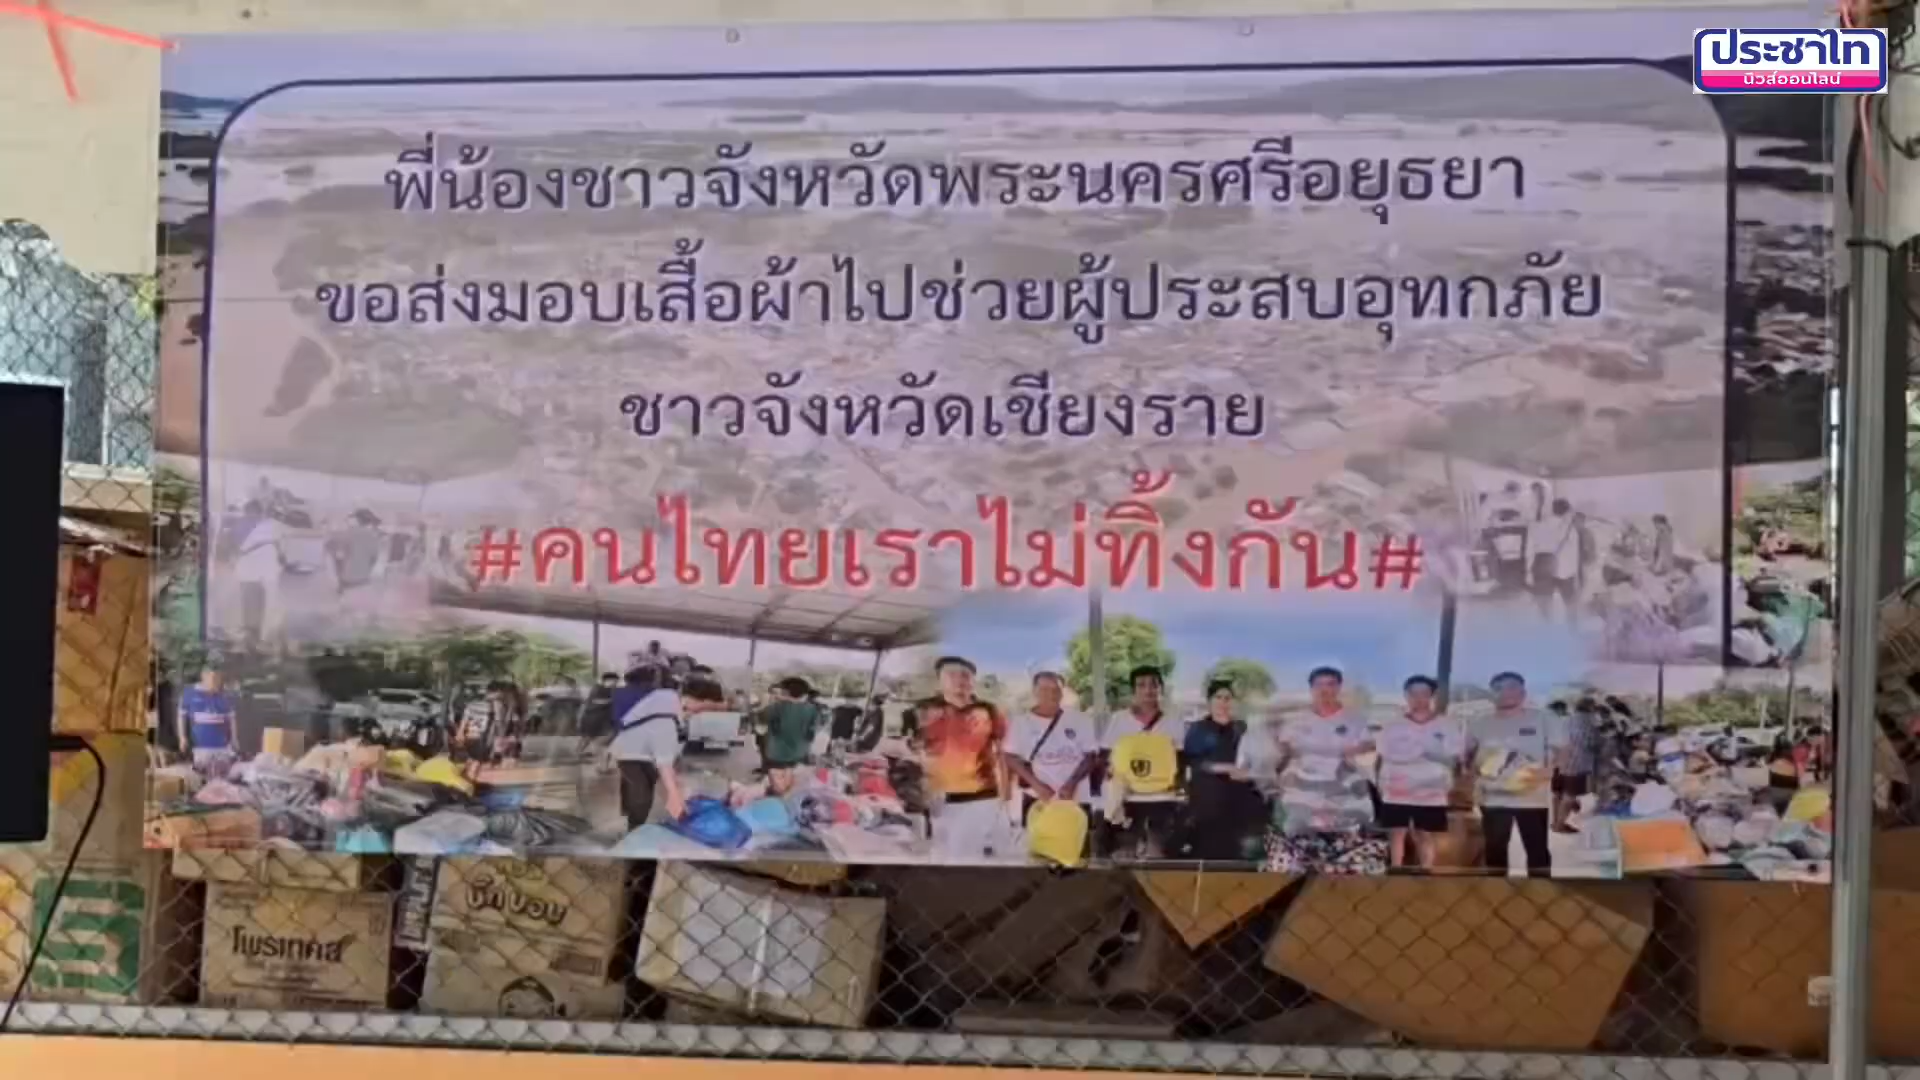 ประชาไท
นิวส์ออนไลน์
พี่น้องชาวจังหวัดพระนครศรีอยุธยา
ขอส่งมอบเสื้อผ้าไปช่วยผู้ประสบอุทกภัย
ชาวจังหวัดเชียงราย
#คนไทยเราไม่ทิ้งกัน#
โพรเทคส์
บิ๊กหอม